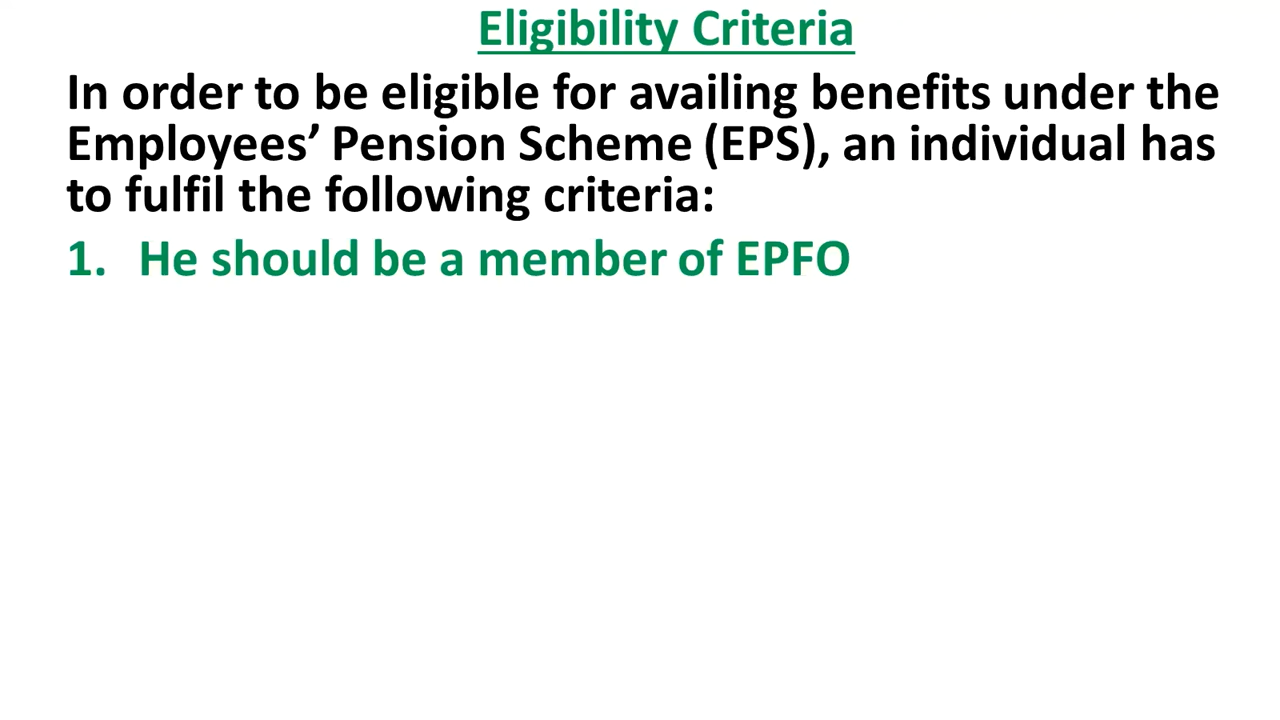 Eligibility Criteria
In order to be eligible for availing benefits under the
Employees’ Pension Scheme (EPS), an individual has
to fulfil the following criteria:
1. He should be a member of EPFO